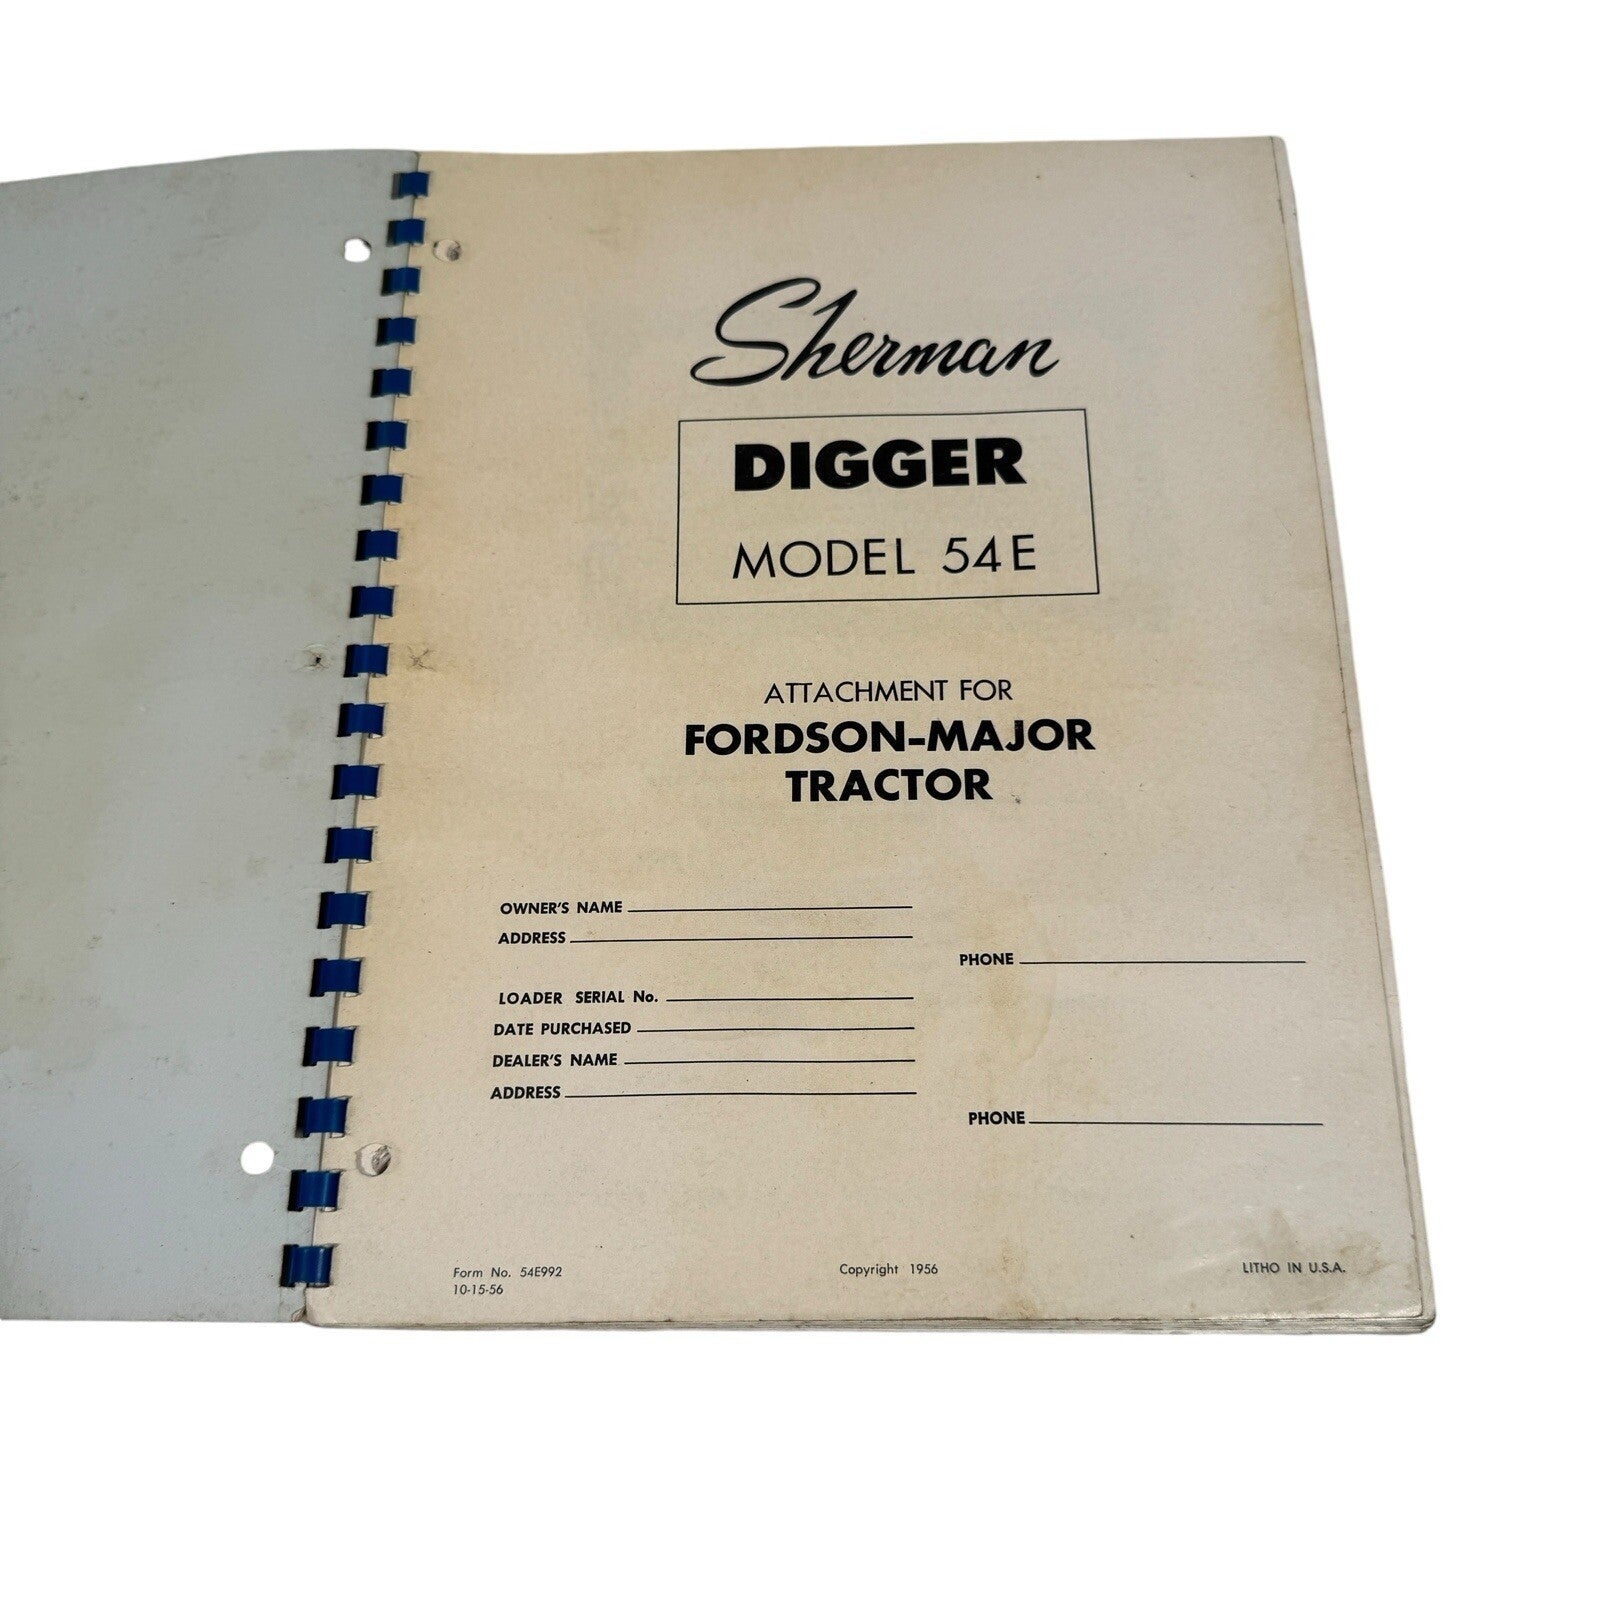 Sherman
DIGGER
MODEL 54E
ATTACHMENT FOR
FORDSON-MAJOR
TRACTOR
OWNER'S NAME
ADDRESS
PHONE
LOADER SERIAL No.
DATE PURCHASED
DEALER'S NAME
ADDRESS
PHONE
Form No. 54E992
10-15-56
Copyright 1956
LITHO IN U.S.A.